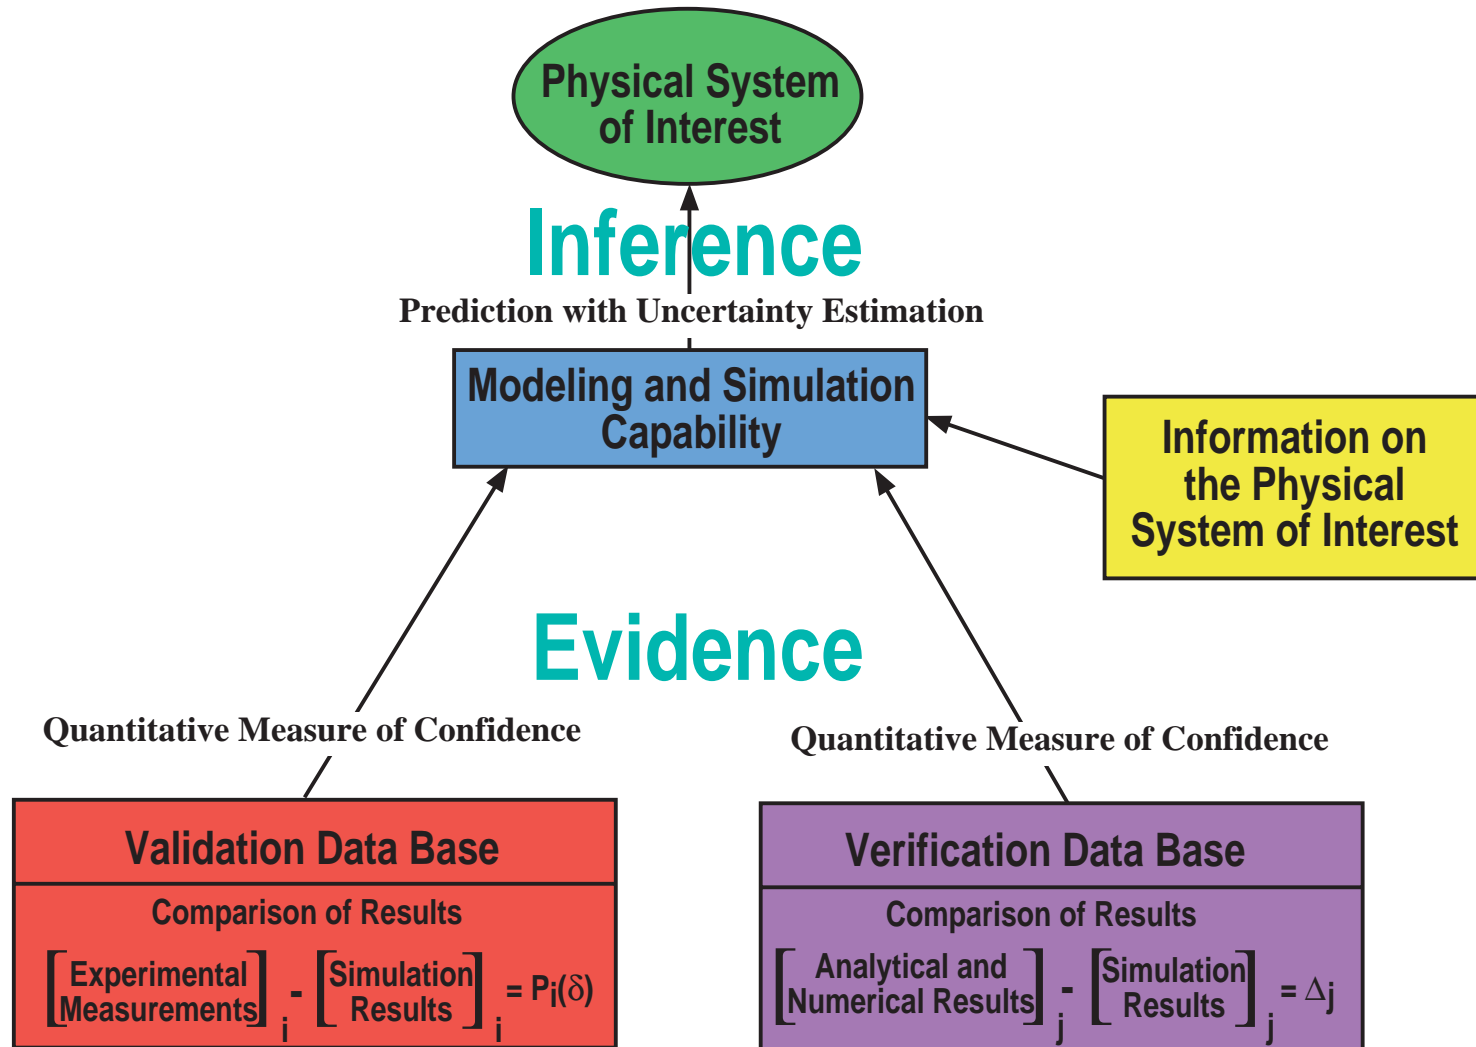 Physical System
of Interest
Inference
Prediction with Uncertainty Estimation
Modeling and Simulation
Capability
Information on
the Physical
System of Interest
Evidence
Quantitative Measure of Confidence
Quantitative Measure of Confidence
Validation Data Base
Comparison of Results
[Experimental Measurements]i - [Simulation Results]i = Pi(δ)
Verification Data Base
Comparison of Results
[Analytical and Numerical Results]j - [Simulation Results]j = Δj